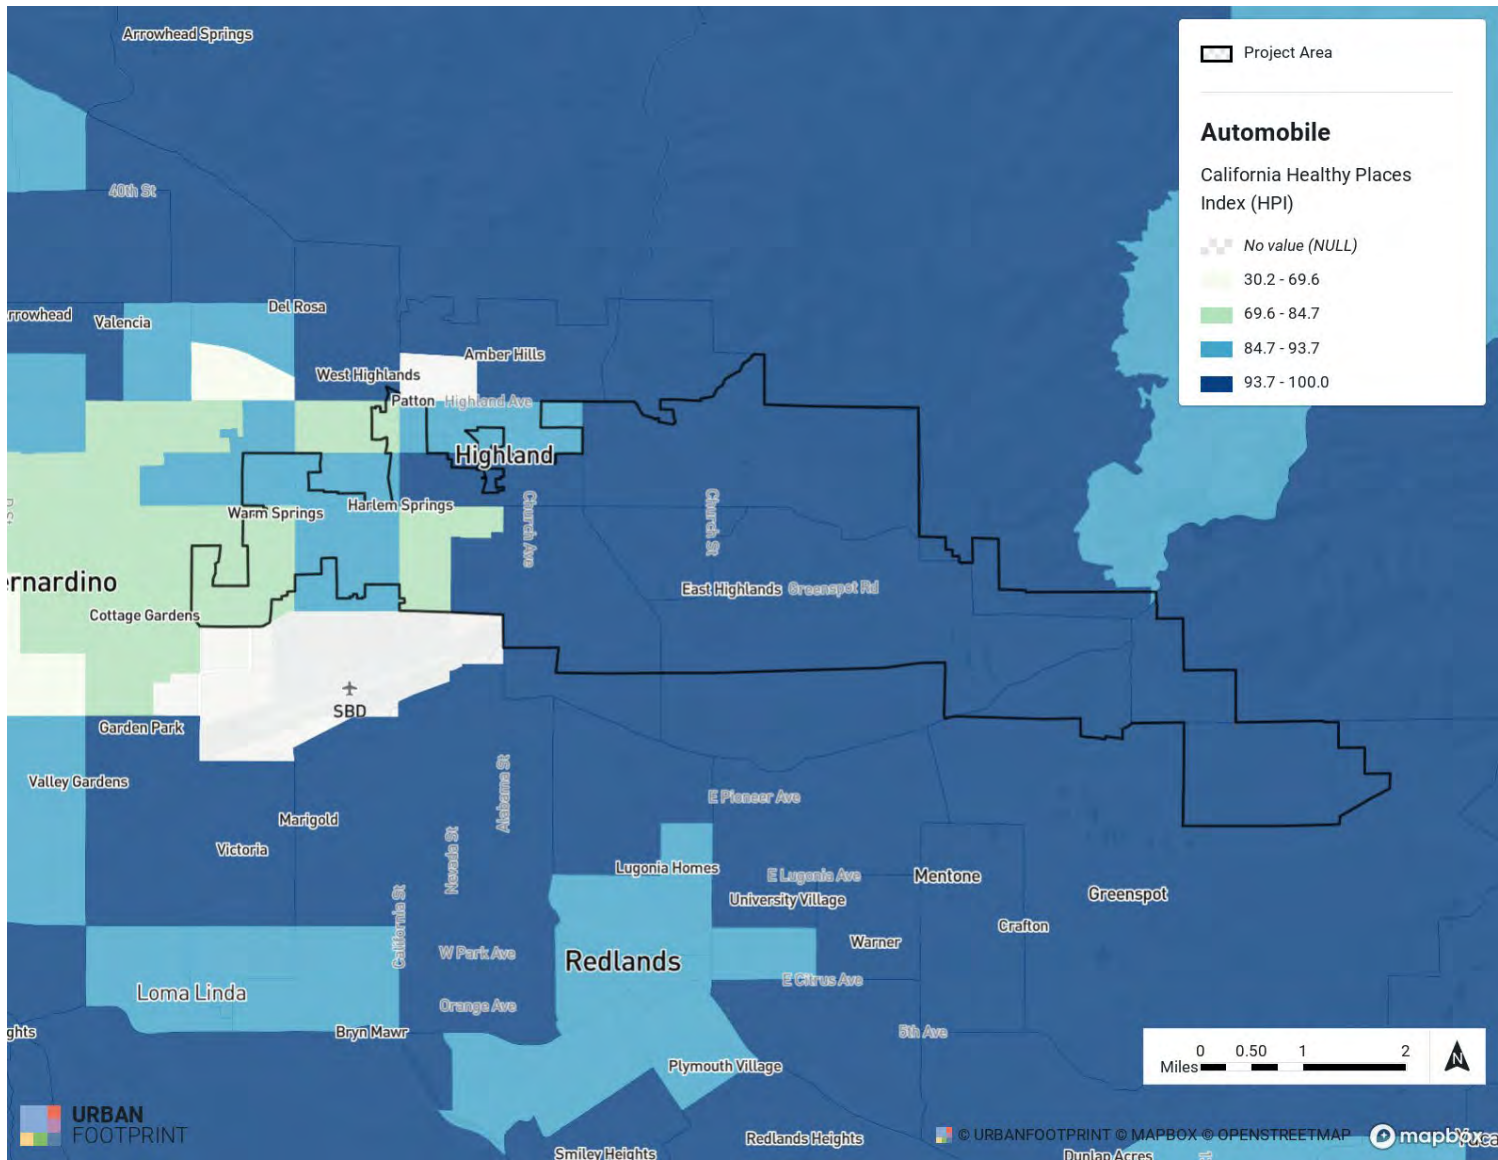 Arrowhead Springs
Project Area
Automobile
California Healthy Places
Index (HPI)
No value (NULL)
30.2 - 69.6
69.6 - 84.7
84.7 - 93.7
93.7 - 100.0
40th St
Del Rosa
rrowhead
Valencia
Amber Hills
West Highlands
Patton
Highland Ave
Highland
Harlem Springs
Warm Springs
Church Ave
Church St
ernardino
East Highlands
Greenspot Rd
Cottage Gardens
SBD
Garden Park
Valley Gardens
Alabama St
E Pioneer Ave
Marigold
Victoria
Nevada St
Lugonia Homes
E Lugonia Ave
Mentone
University Village
Greenspot
California St
Crafton
Warner
W Park Ave
Redlands
E Citrus Ave
Loma Linda
Orange Ave
ghts
Bryn Mawr
5th Ave
Plymouth Village
0 0.50 1 2
Miles
N
URBAN
FOOTPRINT
Redlands Heights
© URBANFOOTPRINT © MAPBOX © OPENSTREETMAP
mapbox
Smiley Heights
Dunlap Acres